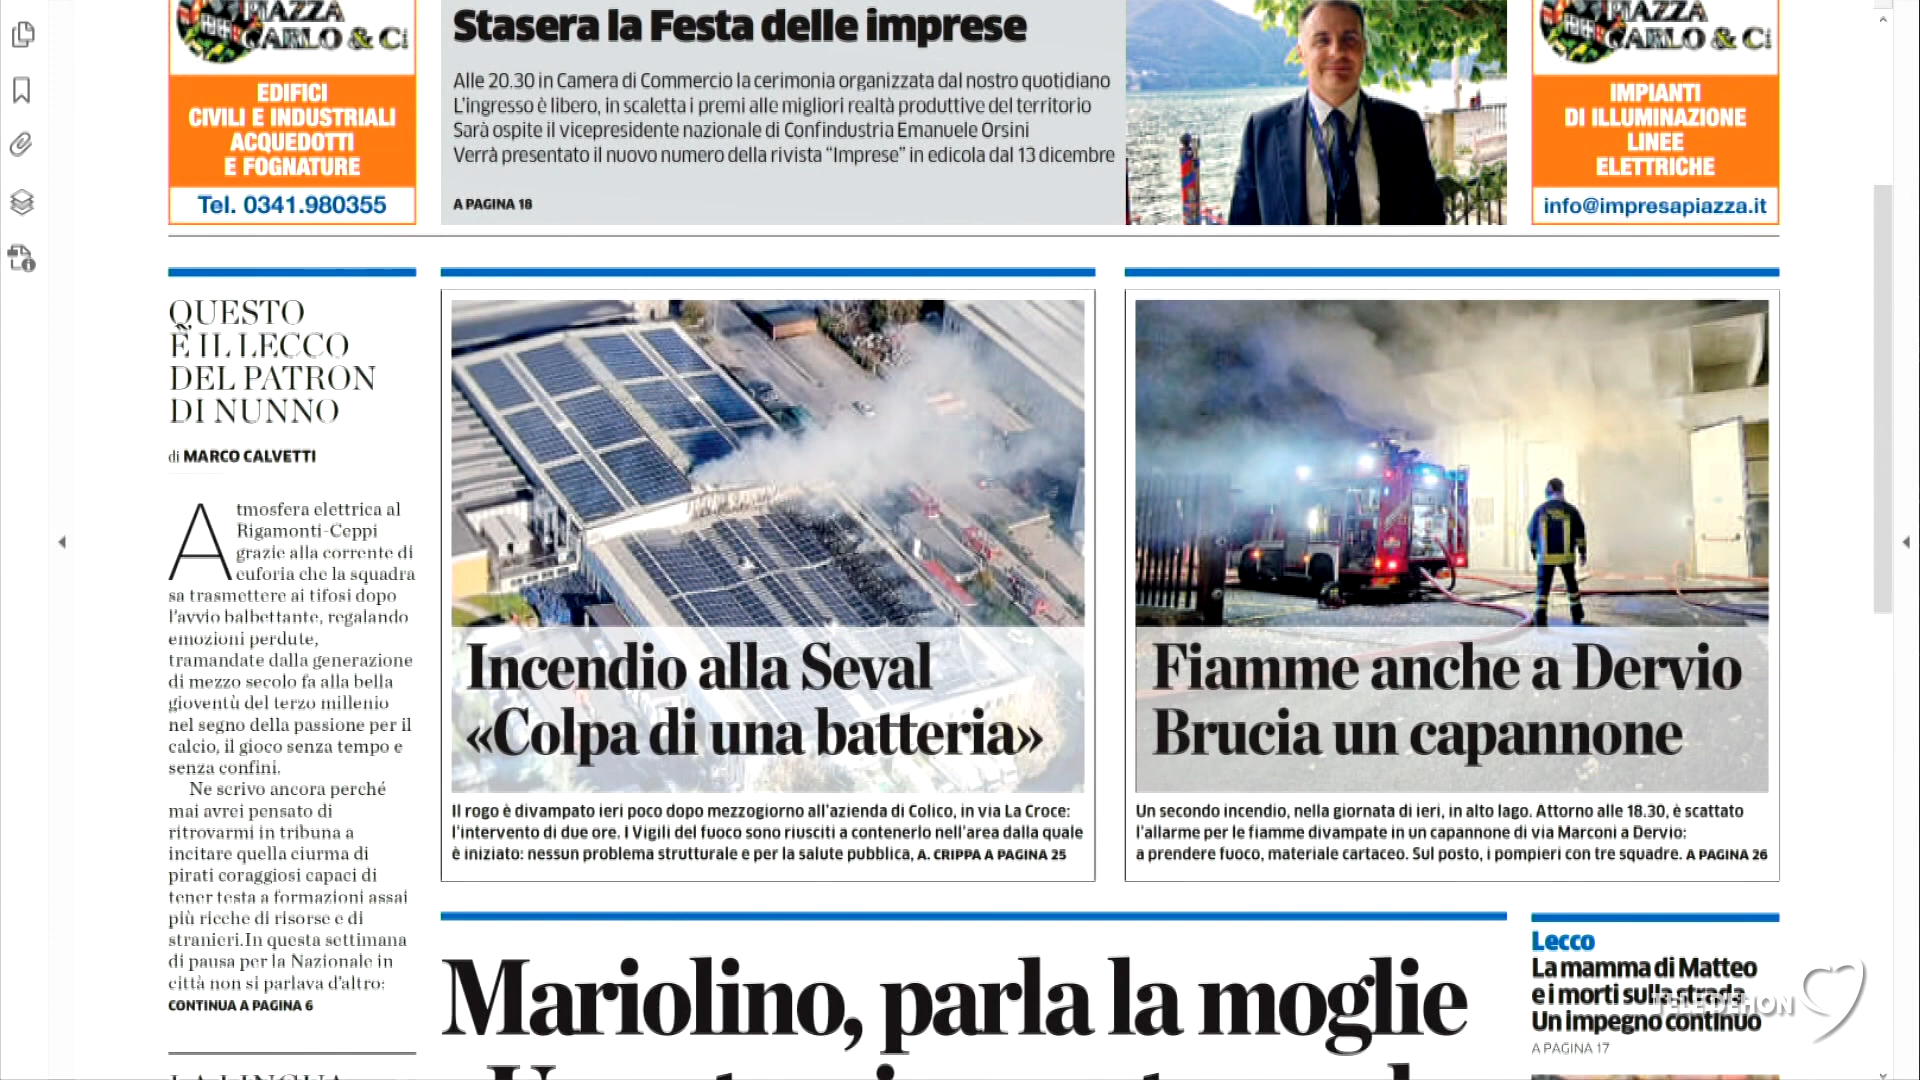 PIAZZA
CARLO & C.
EDIFICI
CIVILI E INDUSTRIALI
ACQUEDOTTI
E FOGNATURE
Tel. 0341.980355
Stasera la Festa delle imprese
Alle 20.30 in Camera di Commercio la cerimonia organizzata dal nostro quotidiano
L'ingresso è libero, in scaletta i premi alle migliori realtà produttive del territorio
Sarà ospite il vicepresidente nazionale di Confindustria Emanuele Orsini
Verrà presentato il nuovo numero della rivista “Imprese” in edicola dal 13 dicembre
A PAGINA 18
PIAZZA
CARLO & C.
IMPIANTI
DI ILLUMINAZIONE
LINEE
ELETTRICHE
info@impresapiazza.it
QUESTO
È IL LECCO
DEL PATRON
DI NUNNO
di MARCO CALVETTI
Atmosfera elettrica al
Rigamonti-Ceppi
grazie alla corrente di
euforia che la squadra
sa trasmettere ai tifosi dopo
l'avvio balbettante, regalando
emozioni perdute,
tramandate dalla generazione
di mezzo secolo fa alla bella
gioventù del terzo millenio
nel segno della passione per il
calcio, il gioco senza tempo e
senza confini.
Ne scrivo ancora perché
mai avrei pensato di
ritrovarmi in tribuna a
incitare quella ciurma di
pirati coraggiosi capaci di
tener testa a formazioni assai
più ricche di risorse e di
stranieri.In questa settimana
di pausa per la Nazionale in
città non si parlava d'altro:
CONTINUA A PAGINA 6
Incendio alla Seval
«Colpa di una batteria»
Il rogo è divampato ieri poco dopo mezzogiorno all'azienda di Colico, in via La Croce:
l'intervento di due ore. I Vigili del fuoco sono riusciti a contenerlo nell'area dalla quale
è iniziato: nessun problema strutturale e per la salute pubblica, A. CRIPPA A PAGINA 25
Fiamme anche a Dervio
Brucia un capannone
Un secondo incendio, nella giornata di ieri, in alto lago. Attorno alle 18.30, è scattato
l'allarme per le fiamme divampate in un capannone di via Marconi a Dervio:
a prendere fuoco, materiale cartaceo. Sul posto, i pompieri con tre squadre. A PAGINA 26
Mariolino, parla la moglie
Lecco
La mamma di Matteo
e i morti sulla strada
Un impegno continuo
A PAGINA 17
TELEDEHON